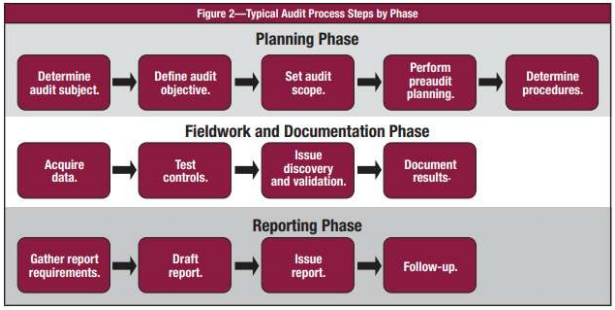 Figure 2—Typical Audit Process Steps by Phase
Planning Phase
Determine
audit subject.
Define audit
objective.
Set audit
scope.
Perform
preaudit
planning.
Determine
procedures.
Fieldwork and Documentation Phase
Acquire
data.
Test
controls.
Issue
discovery
and validation.
Document
results.
Reporting Phase
Gather report
requirements.
Draft
report.
Issue
report.
Follow-up.